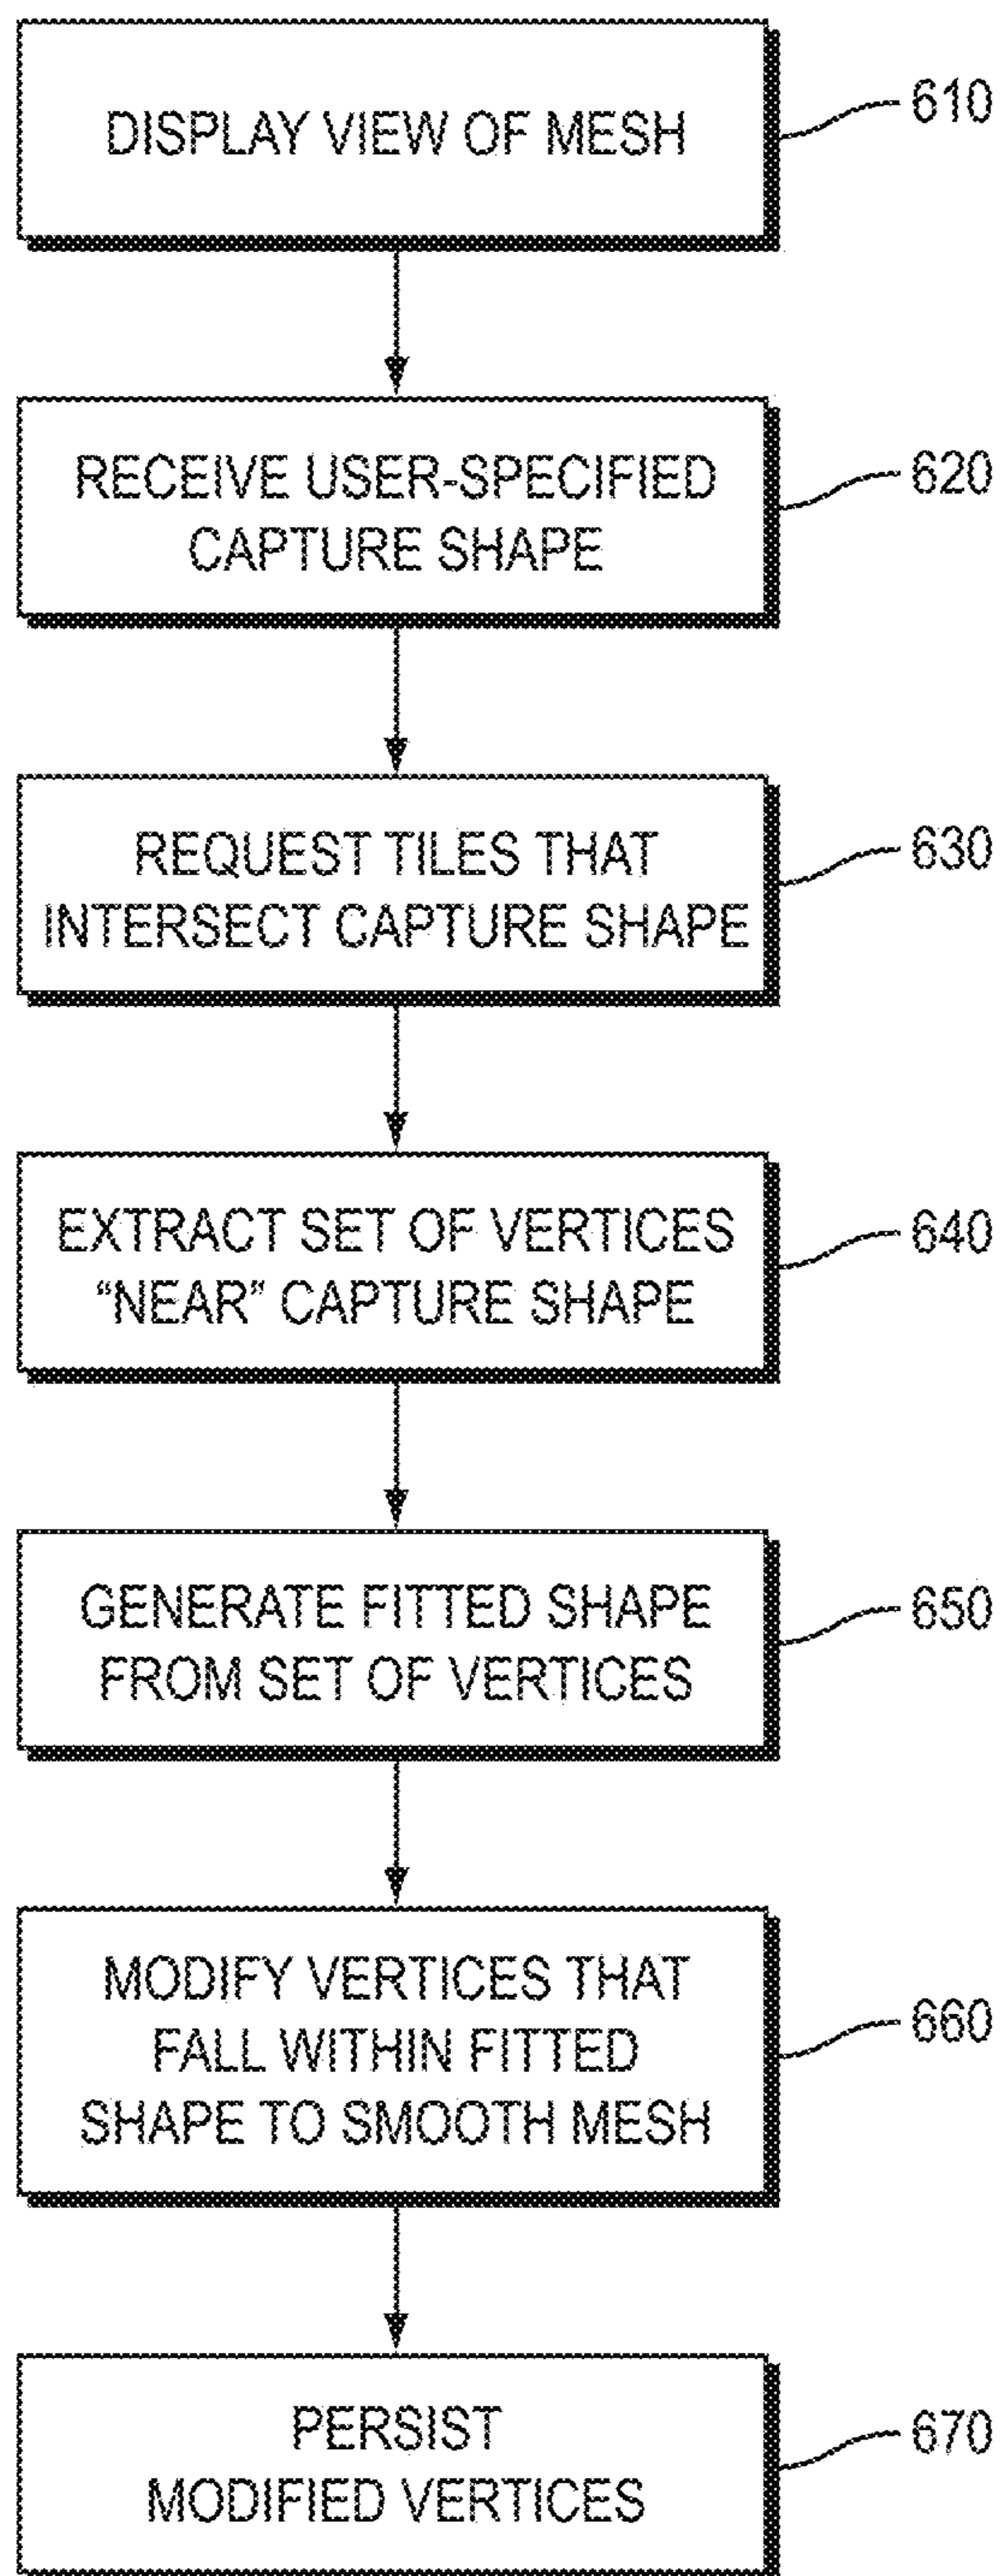 DISPLAY VIEW OF MESH
610
RECEIVE USER-SPECIFIED
CAPTURE SHAPE
620
REQUEST TILES THAT
INTERSECT CAPTURE SHAPE
630
EXTRACT SET OF VERTICES
“NEAR” CAPTURE SHAPE
640
GENERATE FITTED SHAPE
FROM SET OF VERTICES
650
MODIFY VERTICES THAT
FALL WITHIN FITTED
SHAPE TO SMOOTH MESH
660
PERSIST
MODIFIED VERTICES
670